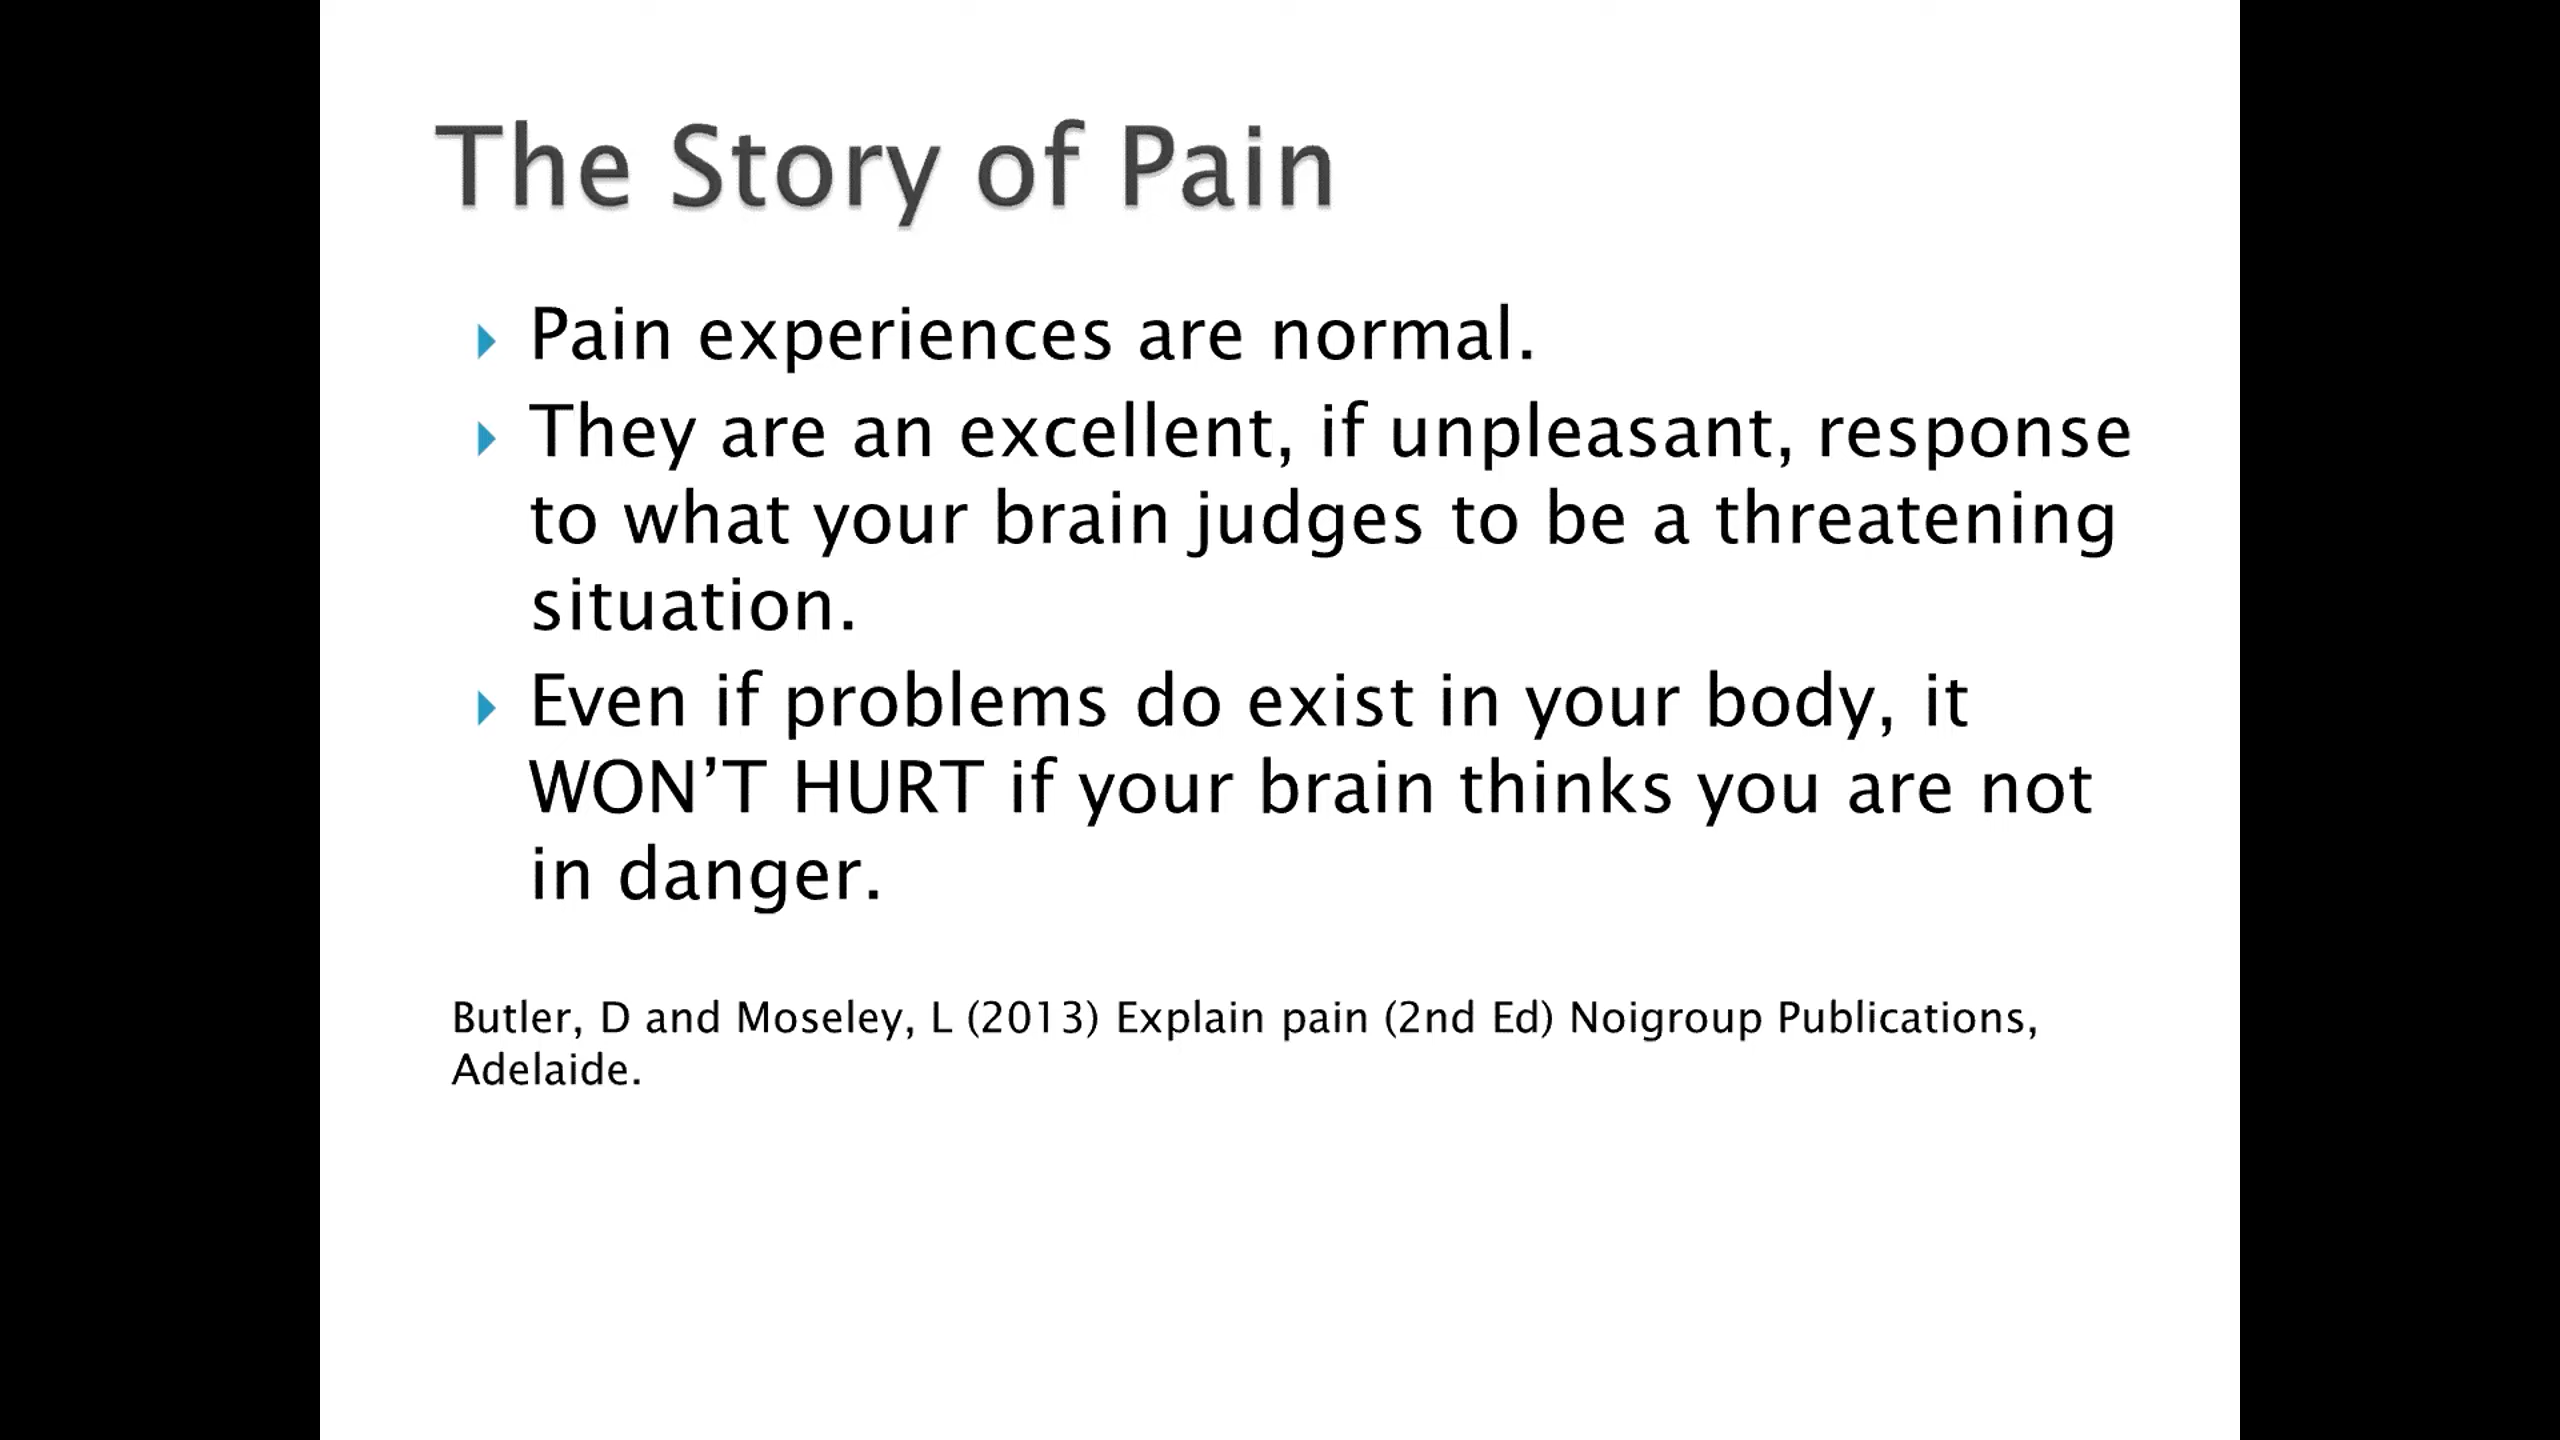 The Story of Pain
Pain experiences are normal.
They are an excellent, if unpleasant, response
to what your brain judges to be a threatening
situation.
Even if problems do exist in your body, it
WON’T HURT if your brain thinks you are not
in danger.
Butler, D and Moseley, L (2013) Explain pain (2nd Ed) Noigroup Publications,
Adelaide.